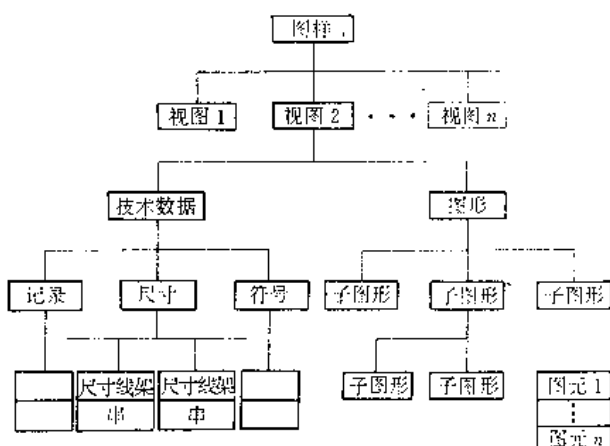 图样
视图 1 视图 2 · · · 视图 n
技术数据 图形
记录 尺寸 符号 子图形 子图形 子图形
尺寸线架 尺寸线架 子图形 子图形 图元 1
串 串
图元 n